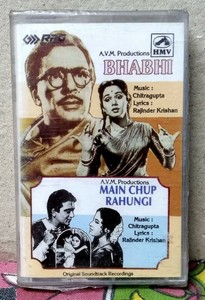 A.V.M. Productions
HMV
BHABHI
Music :
Chitragupta
Lyrics :
Rajinder Krishan
A.V.M. Productions
MAIN CHUP
RAHUNGI
Music :
Chitragupta
Lyrics :
Rajinder Krishan
Original Soundtrack Recordings